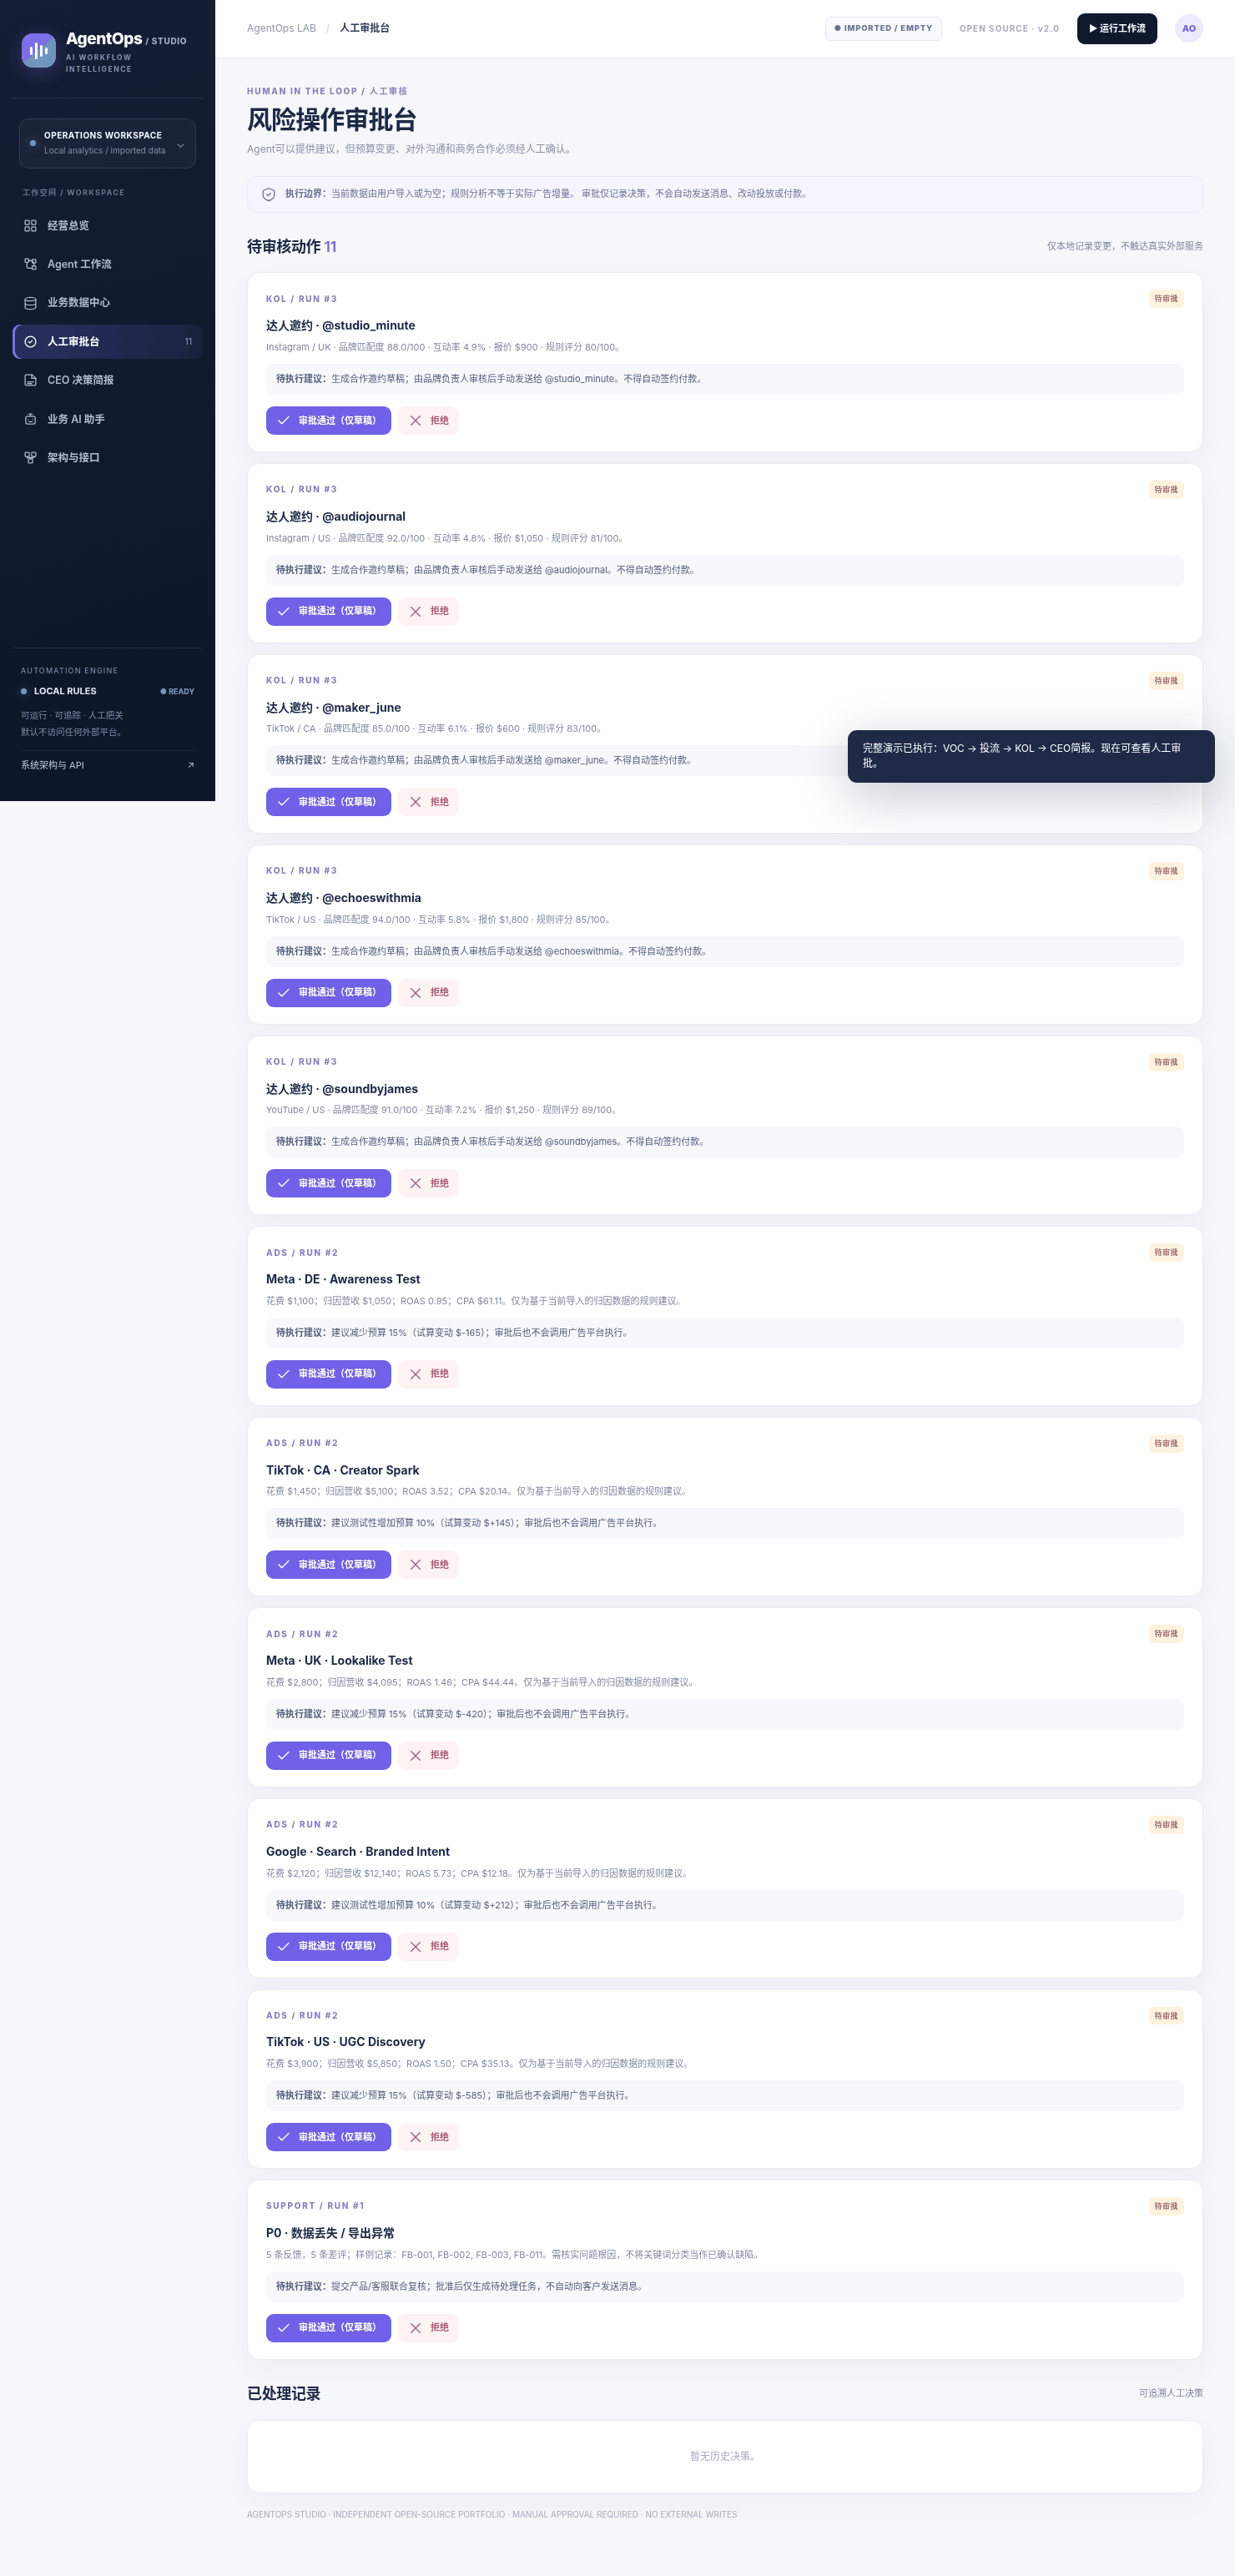 AgentOps / STUDIO
AI WORKFLOW
INTELLIGENCE
OPERATIONS WORKSPACE
Local analytics / imported data
工作空间 / WORKSPACE
经营总览
Agent 工作流
业务数据中心
人工审批台 11
CEO 决策简报
业务 AI 助手
架构与接口
AUTOMATION ENGINE
LOCAL RULES READY
可运行 · 可追踪 · 人工把关
默认不访问任何外部平台。
系统架构与 API
AgentOps LAB / 人工审批台
IMPORTED / EMPTY
OPEN SOURCE · v2.0
运行工作流
AO
HUMAN IN THE LOOP / 人工审核
风险操作审批台
Agent可以提供建议，但预算变更、对外沟通和商务合作必须经人工确认。
执行边界：当前数据由用户导入或为空；规则分析不等于实际广告增量。 审批仅记录决策，不会自动发送消息、改动投放或付款。
待审核动作 11
仅本地记录变更，不触达真实外部服务
KOL / RUN #3
待审批
达人邀约 · @studio_minute
Instagram / UK · 品牌匹配度 88.0/100 · 互动率 4.9% · 报价 $900 · 规则评分 80/100。
待执行建议：生成合作邀约草稿；由品牌负责人审核后手动发送给 @studio_minute。不得自动签约付款。
审批通过（仅草稿） 拒绝
KOL / RUN #3
待审批
达人邀约 · @audiojournal
Instagram / US · 品牌匹配度 92.0/100 · 互动率 4.8% · 报价 $1,050 · 规则评分 81/100。
待执行建议：生成合作邀约草稿；由品牌负责人审核后手动发送给 @audiojournal。不得自动签约付款。
审批通过（仅草稿） 拒绝
KOL / RUN #3
待审批
达人邀约 · @maker_june
TikTok / CA · 品牌匹配度 85.0/100 · 互动率 6.1% · 报价 $600 · 规则评分 83/100。
待执行建议：生成合作邀约草稿；由品牌负责人审核后手动发送给 @maker_june。不得自动签约付款。
审批通过（仅草稿） 拒绝
完整演示已执行：VOC → 投流 → KOL → CEO简报。现在可查看人工审
批。
KOL / RUN #3
待审批
达人邀约 · @echoeswithmia
TikTok / US · 品牌匹配度 94.0/100 · 互动率 5.8% · 报价 $1,800 · 规则评分 85/100。
待执行建议：生成合作邀约草稿；由品牌负责人审核后手动发送给 @echoeswithmia。不得自动签约付款。
审批通过（仅草稿） 拒绝
KOL / RUN #3
待审批
达人邀约 · @soundbyjames
YouTube / US · 品牌匹配度 91.0/100 · 互动率 7.2% · 报价 $1,250 · 规则评分 89/100。
待执行建议：生成合作邀约草稿；由品牌负责人审核后手动发送给 @soundbyjames。不得自动签约付款。
审批通过（仅草稿） 拒绝
ADS / RUN #2
待审批
Meta · DE · Awareness Test
花费 $1,100；归因营收 $1,050；ROAS 0.95；CPA $61.11。仅为基于当前导入的归因数据的规则建议。
待执行建议：建议减少预算 15%（试算变动 $-165）；审批后也不会调用广告平台执行。
审批通过（仅草稿） 拒绝
ADS / RUN #2
待审批
TikTok · CA · Creator Spark
花费 $1,450；归因营收 $5,100；ROAS 3.52；CPA $20.14。仅为基于当前导入的归因数据的规则建议。
待执行建议：建议测试性增加预算 10%（试算变动 $+145）；审批后也不会调用广告平台执行。
审批通过（仅草稿） 拒绝
ADS / RUN #2
待审批
Meta · UK · Lookalike Test
花费 $2,800；归因营收 $4,095；ROAS 1.46；CPA $44.44。仅为基于当前导入的归因数据的规则建议。
待执行建议：建议减少预算 15%（试算变动 $-420）；审批后也不会调用广告平台执行。
审批通过（仅草稿） 拒绝
ADS / RUN #2
待审批
Google · Search · Branded Intent
花费 $2,120；归因营收 $12,140；ROAS 5.73；CPA $12.18。仅为基于当前导入的归因数据的规则建议。
待执行建议：建议测试性增加预算 10%（试算变动 $+212）；审批后也不会调用广告平台执行。
审批通过（仅草稿） 拒绝
ADS / RUN #2
待审批
TikTok · US · UGC Discovery
花费 $3,900；归因营收 $5,850；ROAS 1.50；CPA $35.13。仅为基于当前导入的归因数据的规则建议。
待执行建议：建议减少预算 15%（试算变动 $-585）；审批后也不会调用广告平台执行。
审批通过（仅草稿） 拒绝
SUPPORT / RUN #1
待审批
P0 · 数据丢失 / 导出异常
5 条反馈，5 条差评；样例记录：FB-001, FB-002, FB-003, FB-011。需核实问题根因，不将关键词分类当作已确认缺陷。
待执行建议：提交产品/客服联合复核；批准后仅生成待处理任务，不自动向客户发送消息。
审批通过（仅草稿） 拒绝
已处理记录
可追溯人工决策
暂无历史决策。
AGENTOPS STUDIO · INDEPENDENT OPEN-SOURCE PORTFOLIO · MANUAL APPROVAL REQUIRED · NO EXTERNAL WRITES